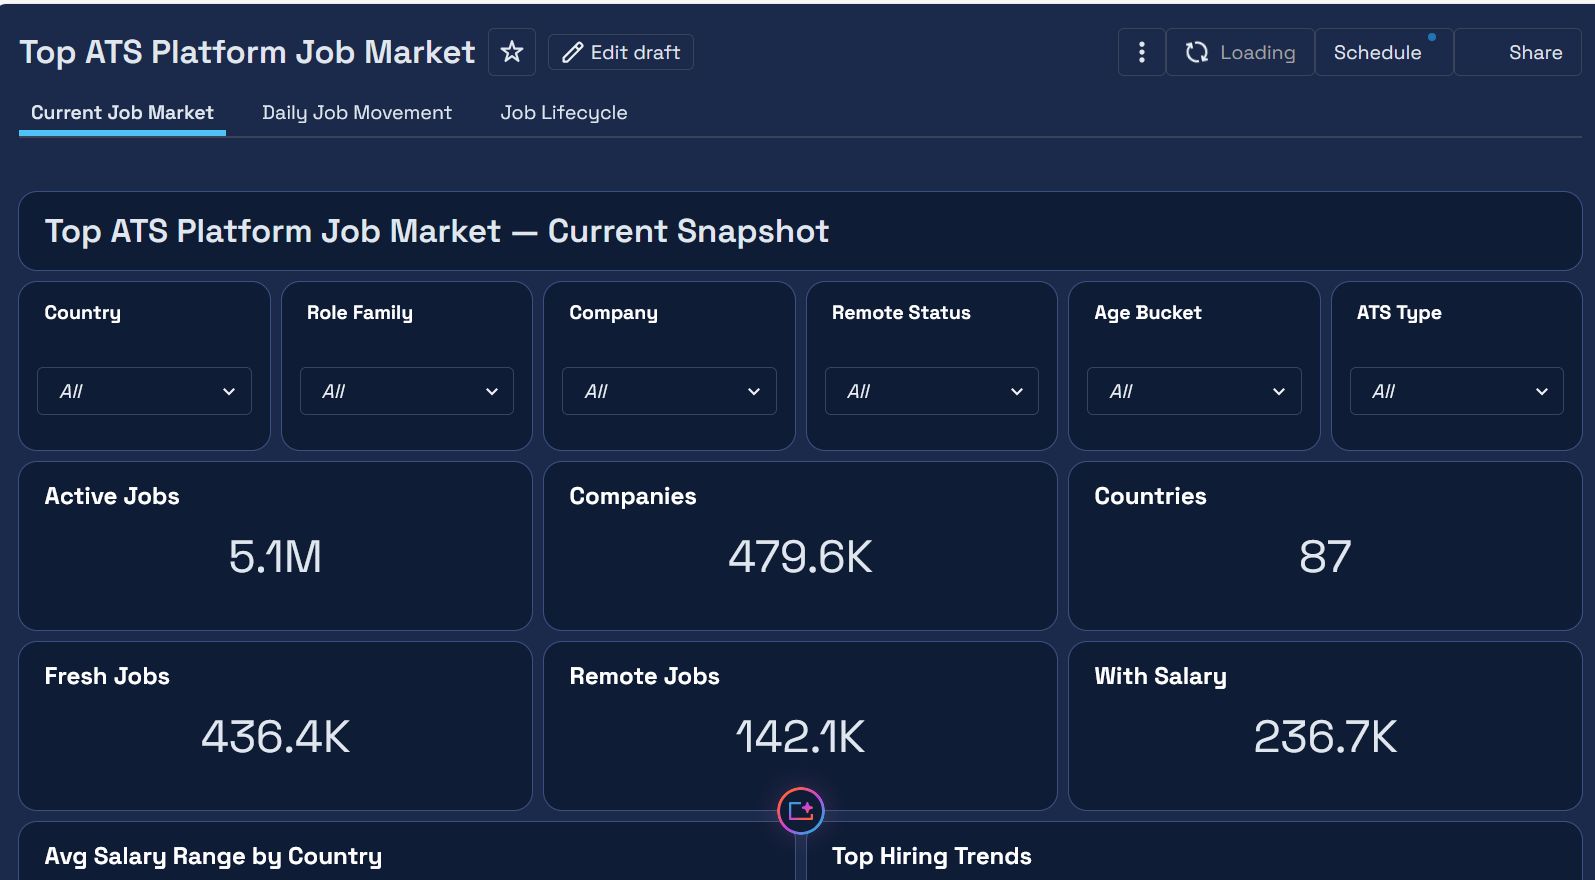 Top ATS Platform Job Market
Edit draft
Loading
Schedule
Share
Current Job Market
Daily Job Movement
Job Lifecycle
Top ATS Platform Job Market — Current Snapshot
Country
Role Family
Company
Remote Status
Age Bucket
ATS Type
All
All
All
All
All
All
Active Jobs
Companies
Countries
5.1M
479.6K
87
Fresh Jobs
Remote Jobs
With Salary
436.4K
142.1K
236.7K
Avg Salary Range by Country
Top Hiring Trends